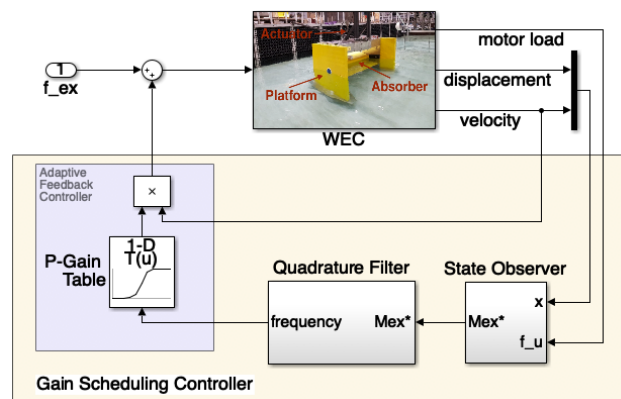 1
f_ex
Actuator
Platform
Absorber
WEC
motor load
displacement
velocity
Adaptive
Feedback
Controller
×
1-D
T(u)
P-Gain
Table
Quadrature Filter
frequency
Mex*
State Observer
x
Mex*
f_u
Gain Scheduling Controller